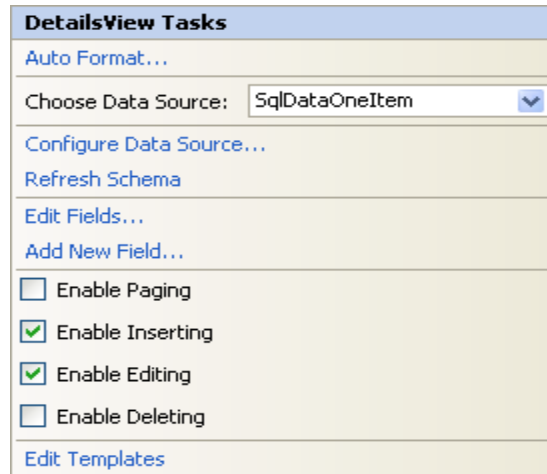 DetailsView Tasks
Auto Format...
Choose Data Source: SqlDataOneItem
Configure Data Source...
Refresh Schema
Edit Fields...
Add New Field...
Enable Paging
Enable Inserting
Enable Editing
Enable Deleting
Edit Templates